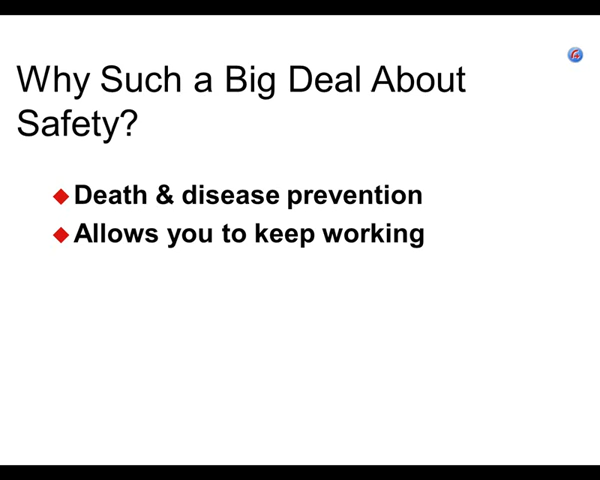 Why Such a Big Deal About
Safety?
Death & disease prevention
Allows you to keep working